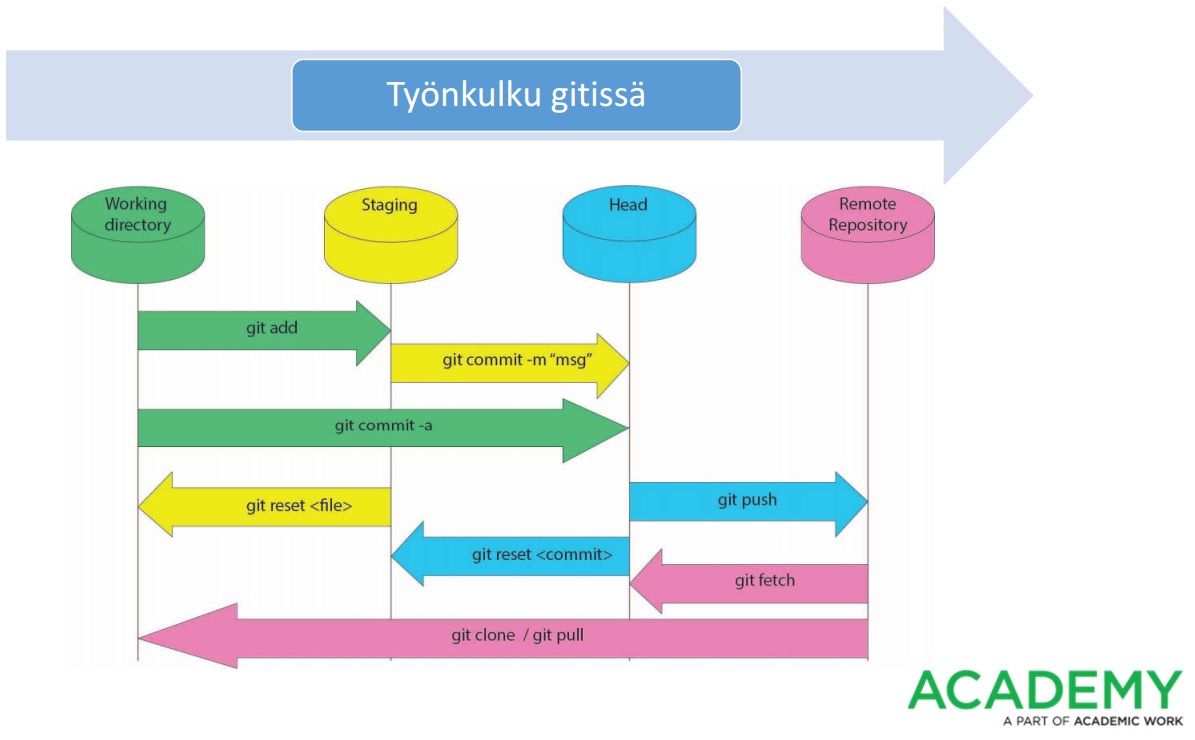 Työnkulku gitissä
Working
directory
Staging
Head
Remote
Repository
git add
git commit -m “msg”
git commit -a
git reset <file>
git push
git reset <commit>
git fetch
git clone / git pull
ACADEMY
A PART OF ACADEMIC WORK